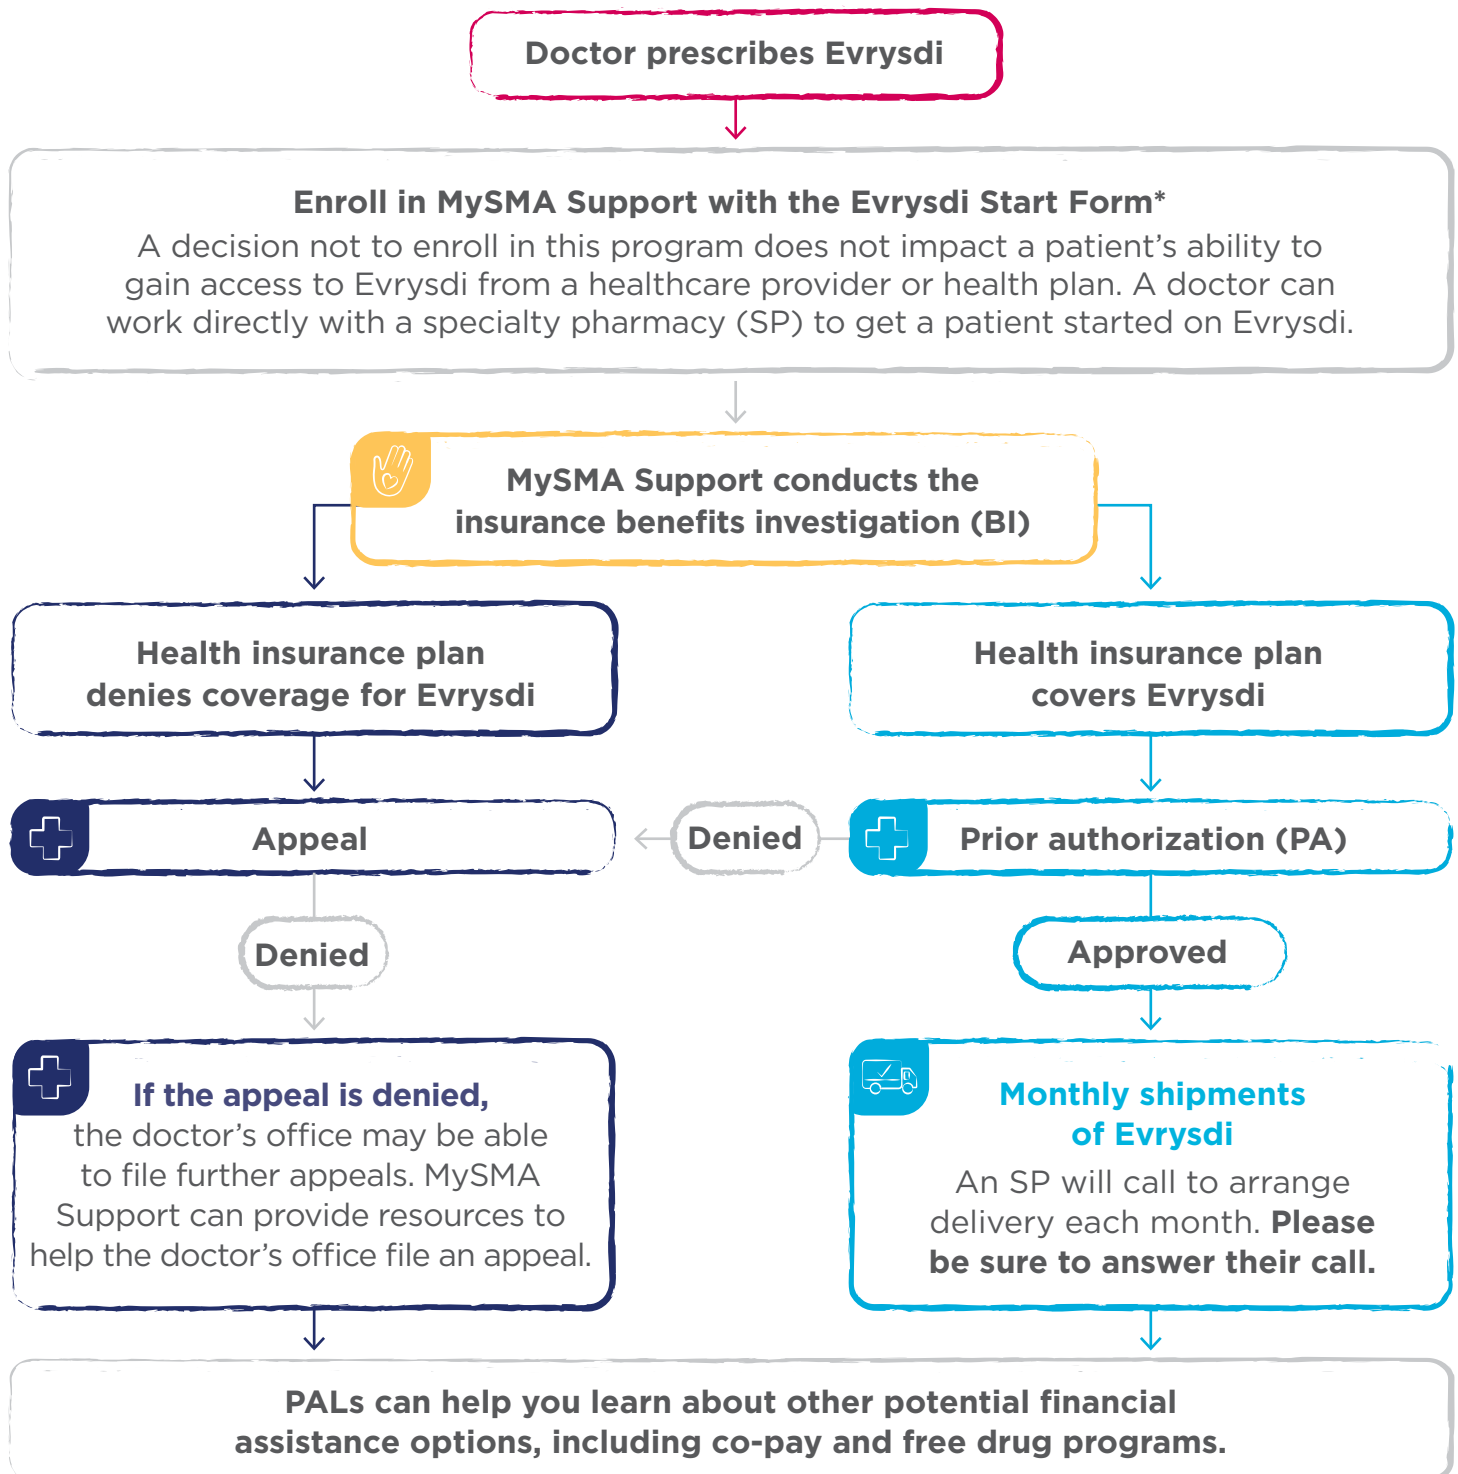 Doctor prescribes Evrysdi
Enroll in MySMA Support with the Evrysdi Start Form*
A decision not to enroll in this program does not impact a patient’s ability to
gain access to Evrysdi from a healthcare provider or health plan. A doctor can
work directly with a specialty pharmacy (SP) to get a patient started on Evrysdi.
MySMA Support conducts the
insurance benefits investigation (BI)
Health insurance plan
denies coverage for Evrysdi
Health insurance plan
covers Evrysdi
Appeal
Denied
Prior authorization (PA)
Denied
Approved
If the appeal is denied,
the doctor’s office may be able
to file further appeals. MySMA
Support can provide resources to
help the doctor’s office file an appeal.
Monthly shipments
of Evrysdi
An SP will call to arrange
delivery each month. Please
be sure to answer their call.
PALs can help you learn about other potential financial
assistance options, including co-pay and free drug programs.